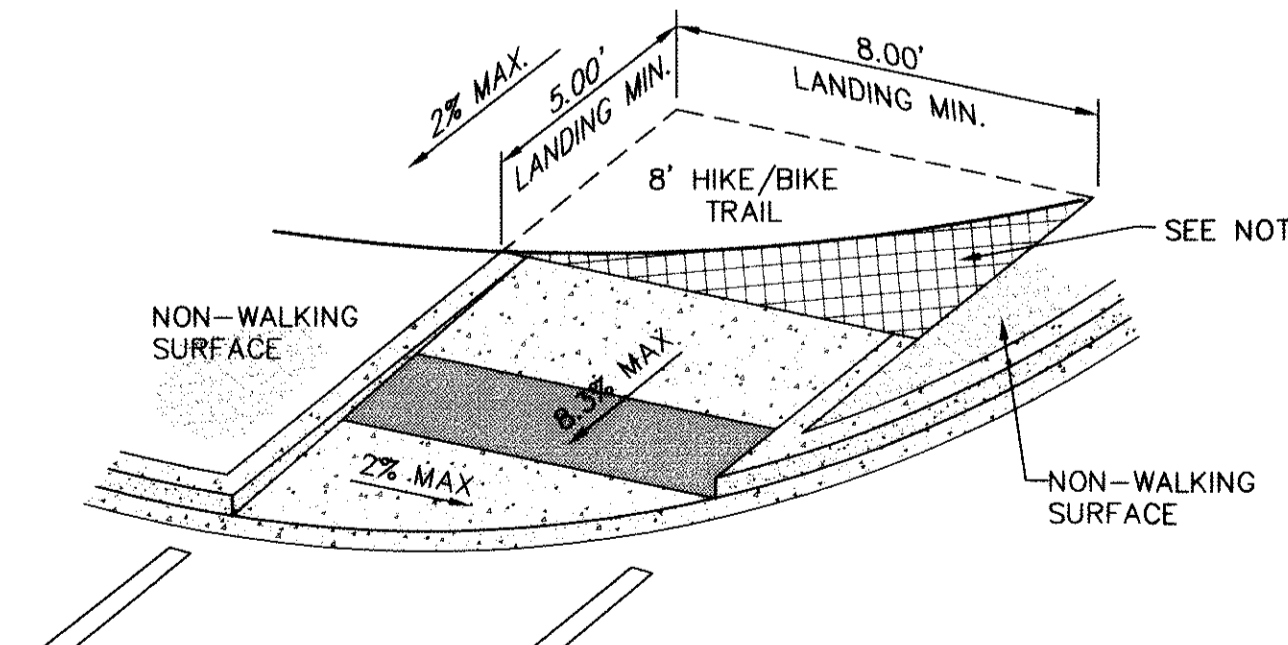 2% MAX.
5.00'
LANDING MIN.
8.00'
LANDING MIN.
8' HIKE/BIKE
TRAIL
SEE NOT
NON-WALKING
SURFACE
8.3% MAX
2% MAX
NON-WALKING
SURFACE